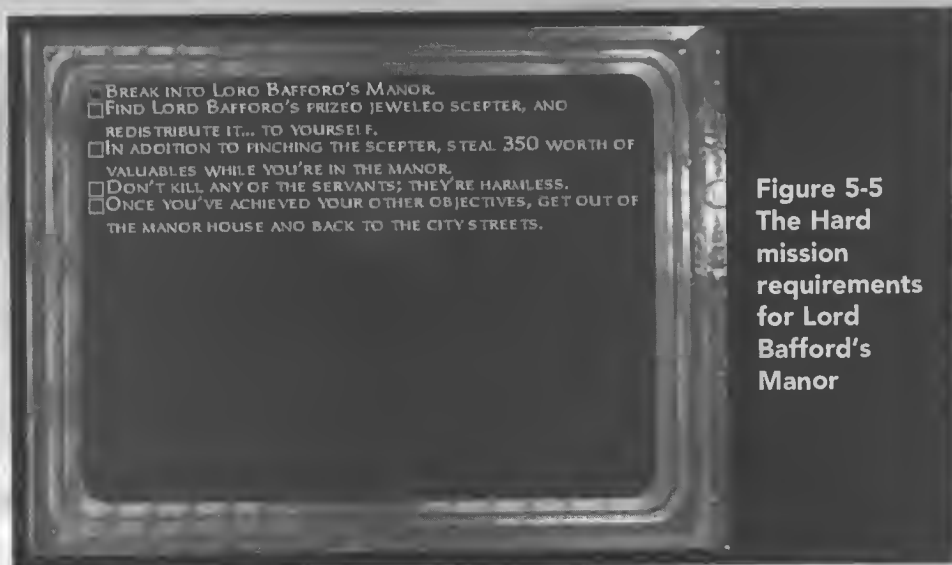 BREAK INTO LORD BAFFORD'S MANOR.
FIND LORD BAFFORD'S PRIZED JEWELED SCEPTER, AND
REDISTRIBUTE IT... TO YOURSELF.
IN ADDITION TO PINCHING THE SCEPTER, STEAL 350 WORTH OF
VALUABLES WHILE YOU'RE IN THE MANOR.
DON'T KILL ANY OF THE SERVANTS; THEY'RE HARMLESS.
ONCE YOU'VE ACHIEVED YOUR OTHER OBJECTIVES, GET OUT OF
THE MANOR HOUSE AND BACK TO THE CITY STREETS.
Figure 5-5
The Hard
mission
requirements
for Lord
Bafford's
Manor